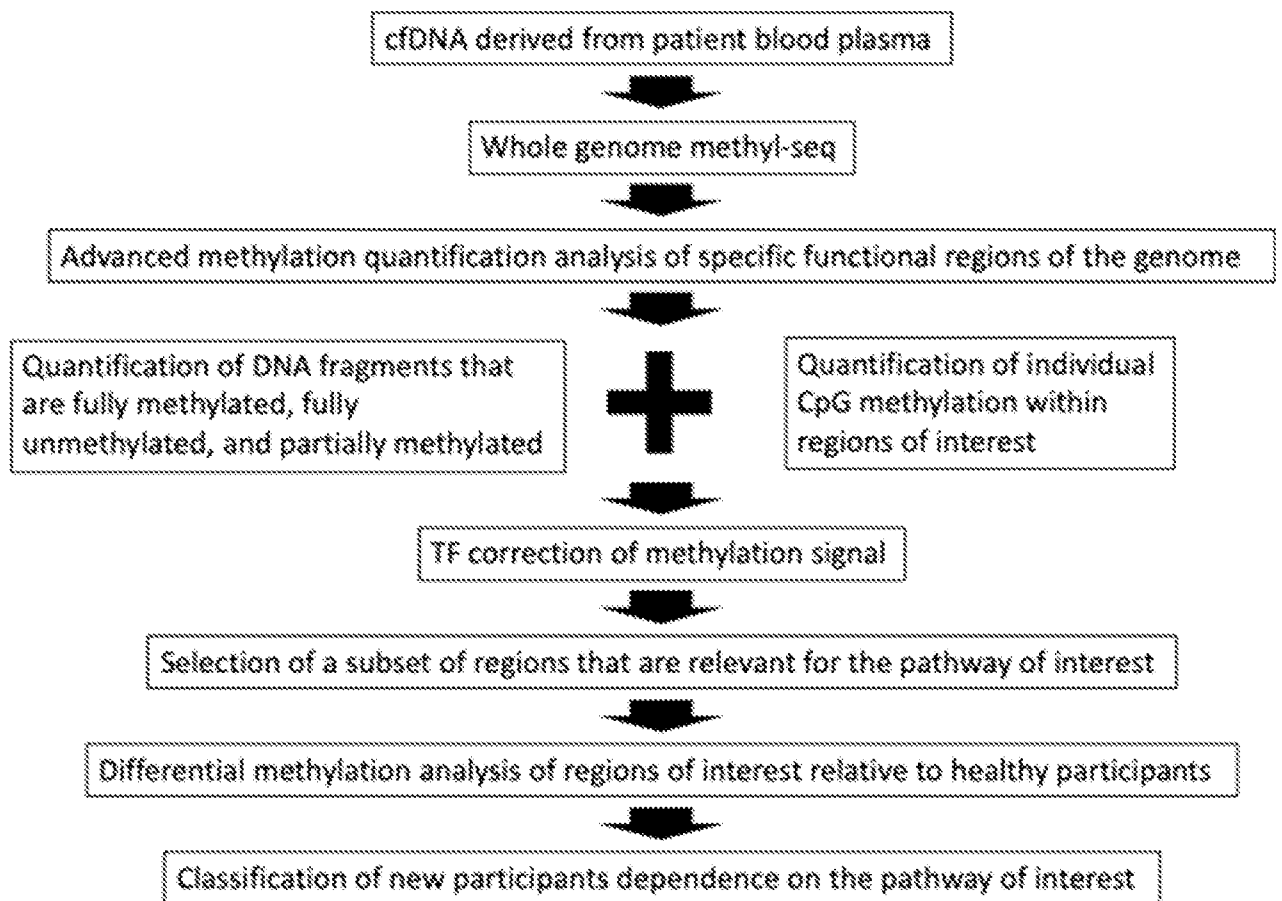 cfDNA derived from patient blood plasma
Whole genome methyl-seq
Advanced methylation quantification analysis of specific functional regions of the genome
Quantification of DNA fragments that
are fully methylated, fully
unmethylated, and partially methylated
Quantification of individual
CpG methylation within
regions of interest
TF correction of methylation signal
Selection of a subset of regions that are relevant for the pathway of interest
Differential methylation analysis of regions of interest relative to healthy participants
Classification of new participants dependence on the pathway of interest